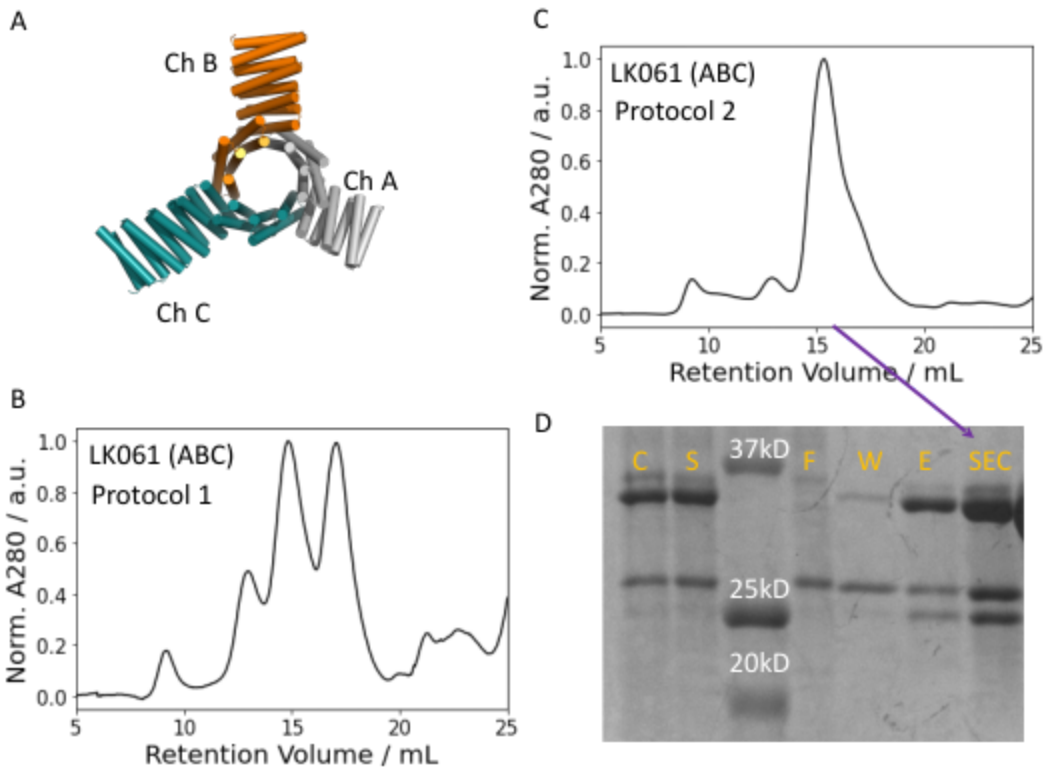 A
Ch B
Ch A
Ch C
B
LK061 (ABC)
Protocol 1
Norm. A280 / a.u.
1.0
0.8
0.6
0.4
0.2
0.0
5
10
15
20
25
Retention Volume / mL
C
LK061 (ABC)
Protocol 2
Norm. A280 / a.u.
1.0
0.8
0.6
0.4
0.2
0.0
5
10
15
20
25
Retention Volume / mL
D
C S 37kD F W E SEC
25kD
20kD